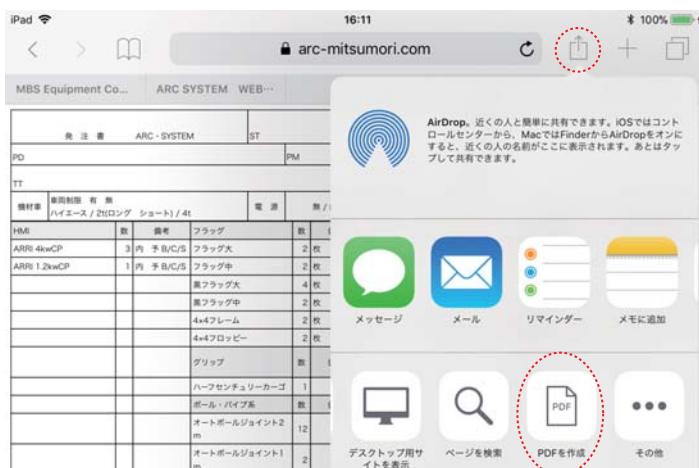 iPad 16:11 100%
arc-mitsumori.com
MBS Equipment Co... ARC SYSTEM WEB…
発 注 書 ARC - SYSTEM ST
PD PM
TT
機材車 車両制限 有 無
ハイエース / 2t(ロング ショート) / 4t
電 源 無 /
HMI 数 備考 フラッグ 数
ARRI 4kwCP 3 内 予 B/C/S フラッグ大 2 枚
ARRI 1.2kwCP 1 内 予 B/C/S フラッグ中 2 枚
黒フラッグ大 4 枚
黒フラッグ中 2 枚
4×4フレーム 2 枚
4×4フロッピー 2 枚
グリップ 数
ハーフセンチュリーカーゴ 1
ポール・パイプ系 数
オートポールジョイント2
m 12
オートポールジョイント1
m 2
AirDrop。近くの人と簡単に共有できます。iOSではコント
ロールセンターから、MacではFinderからAirDropをオンに
すると、近くの人の名前がここに表示されます。あとはタッ
プして共有できます。
メッセージ メール リマインダー メモに追加
PDF
デスクトップ用サ
イトを表示
ページを検索 PDFを作成 その他